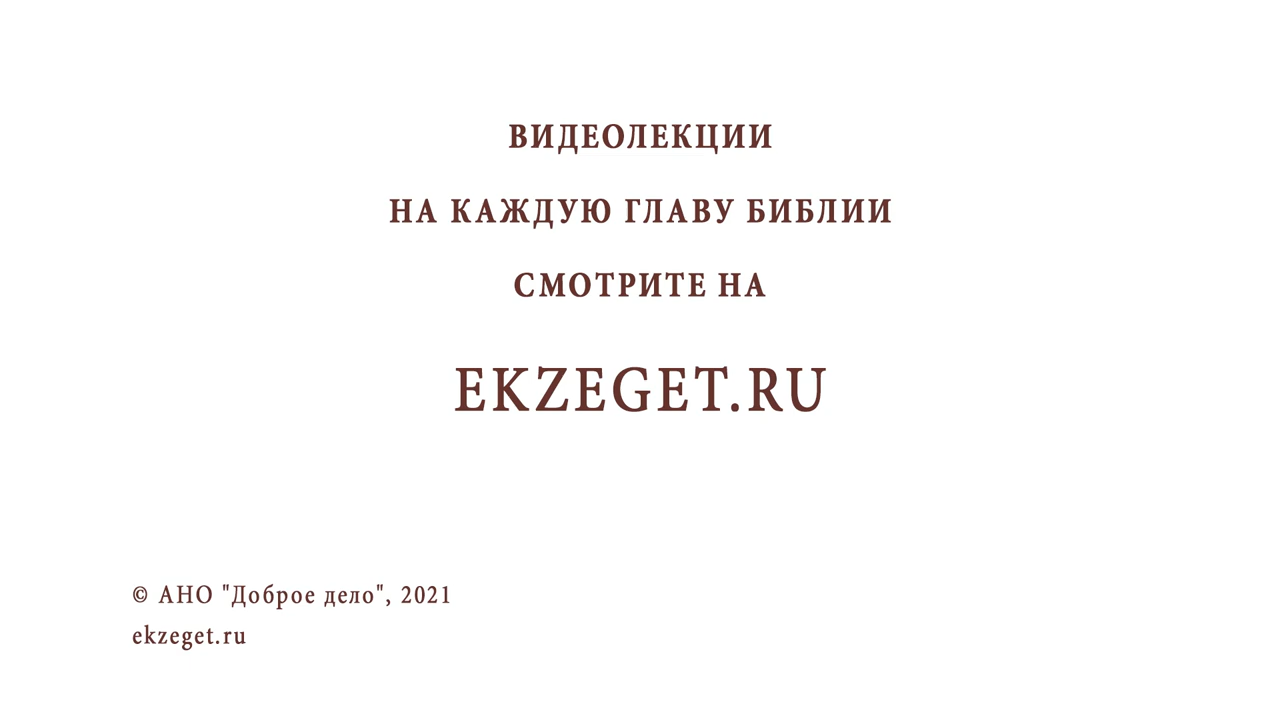 ВИДЕОЛЕКЦИИ
НА КАЖДУЮ ГЛАВУ БИБЛИИ
СМОТРИТЕ НА
EKZEGET.RU
© АНО "Доброе дело", 2021
ekzeget.ru